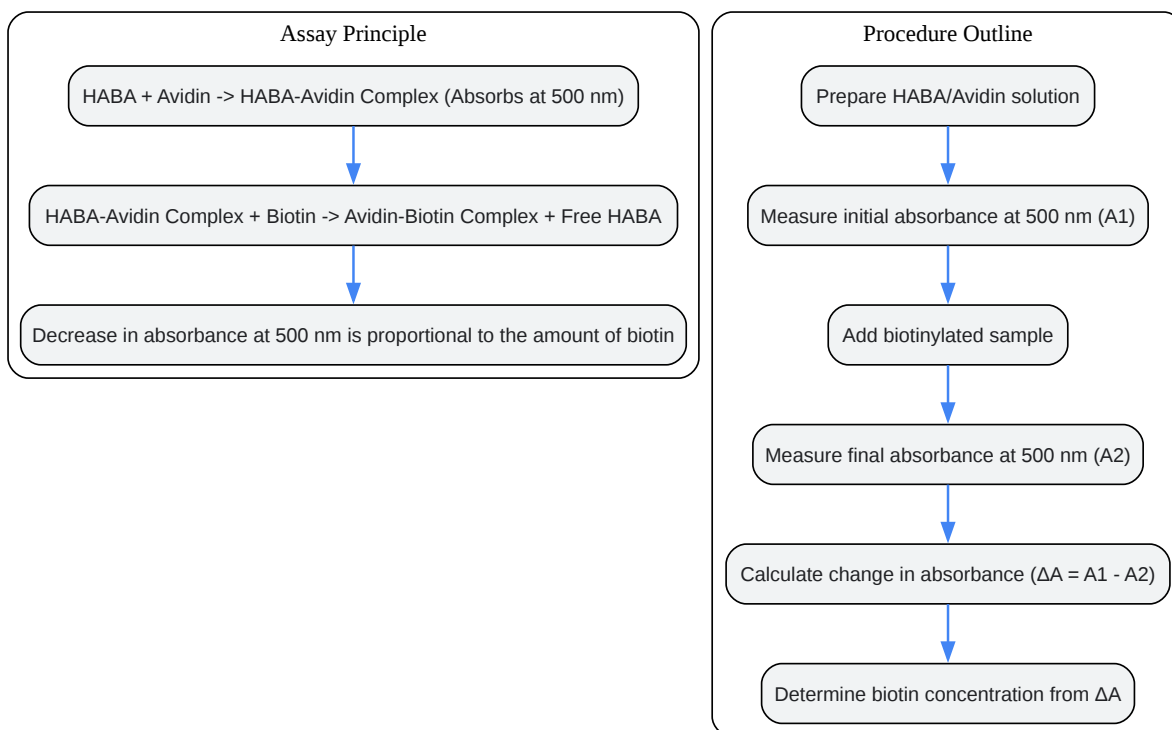 Assay Principle
HABA + Avidin -> HABA-Avidin Complex (Absorbs at 500 nm)
HABA-Avidin Complex + Biotin -> Avidin-Biotin Complex + Free HABA
Decrease in absorbance at 500 nm is proportional to the amount of biotin
Procedure Outline
Prepare HABA/Avidin solution
Measure initial absorbance at 500 nm (A1)
Add biotinylated sample
Measure final absorbance at 500 nm (A2)
Calculate change in absorbance (ΔA = A1 - A2)
Determine biotin concentration from ΔA